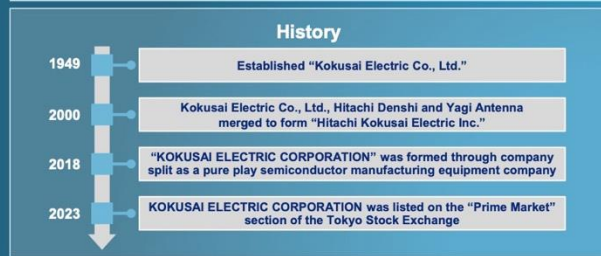 History
1949
Established “Kokusai Electric Co., Ltd.”
2000
Kokusai Electric Co., Ltd., Hitachi Denshi and Yagi Antenna
merged to form “Hitachi Kokusai Electric Inc.”
2018
“KOKUSAI ELECTRIC CORPORATION” was formed through company
split as a pure play semiconductor manufacturing equipment company
2023
KOKUSAI ELECTRIC CORPORATION was listed on the “Prime Market”
section of the Tokyo Stock Exchange